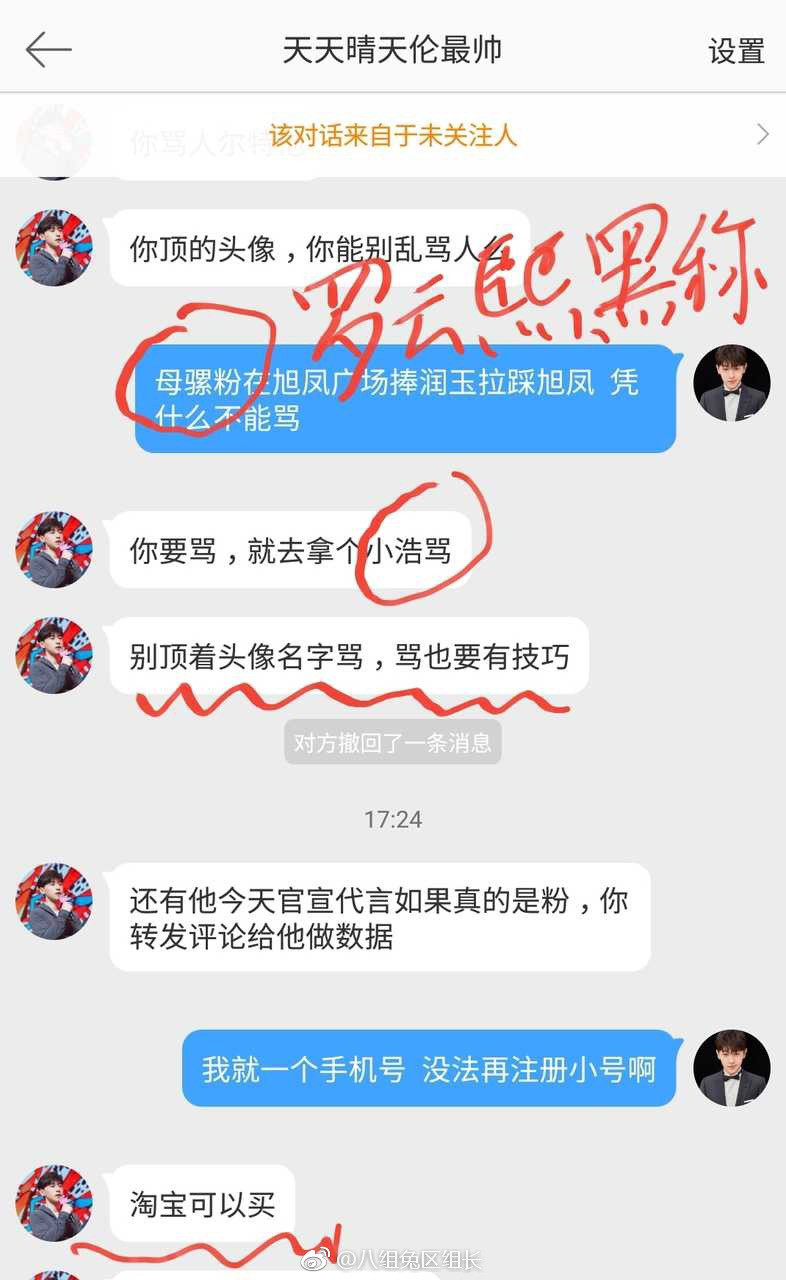 天天晴天伦最帅
设置
该对话来自于未关注人
你顶的头像，你能别乱骂人么
罗云熙黑称
母骡粉在旭凤广场捧润玉拉踩旭凤 凭
什么不能骂
你要骂，就去拿个小浩骂
别顶着头像名字骂，骂也要有技巧
对方撤回了一条消息
17:24
还有他今天官宣代言如果真的是粉，你
转发评论给他做数据
我就一个手机号 没法再注册小号啊
淘宝可以买
@八组兔区组长